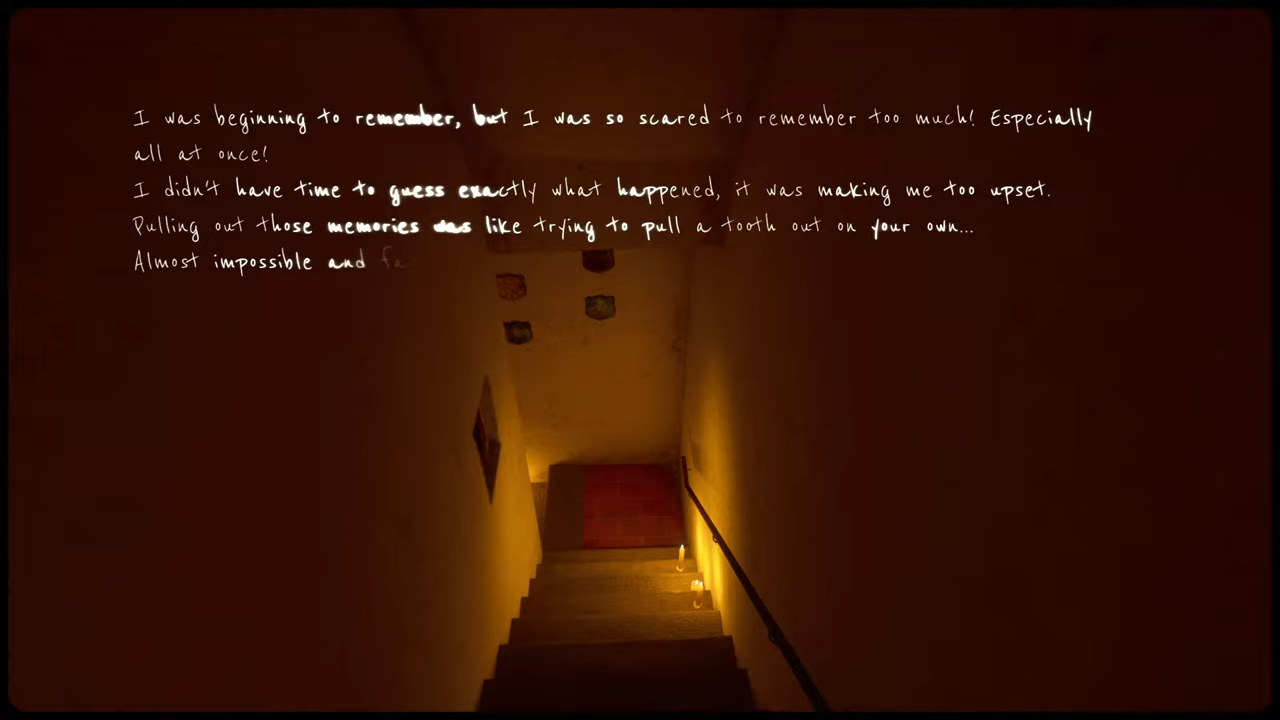 I was beginning to remember, but I was so scared to remember too much! Especially
all at once!
I didn't have time to guess exactly what happened, it was making me too upset.
Pulling out those memories was like trying to pull a tooth out on your own...
Almost impossible and fa